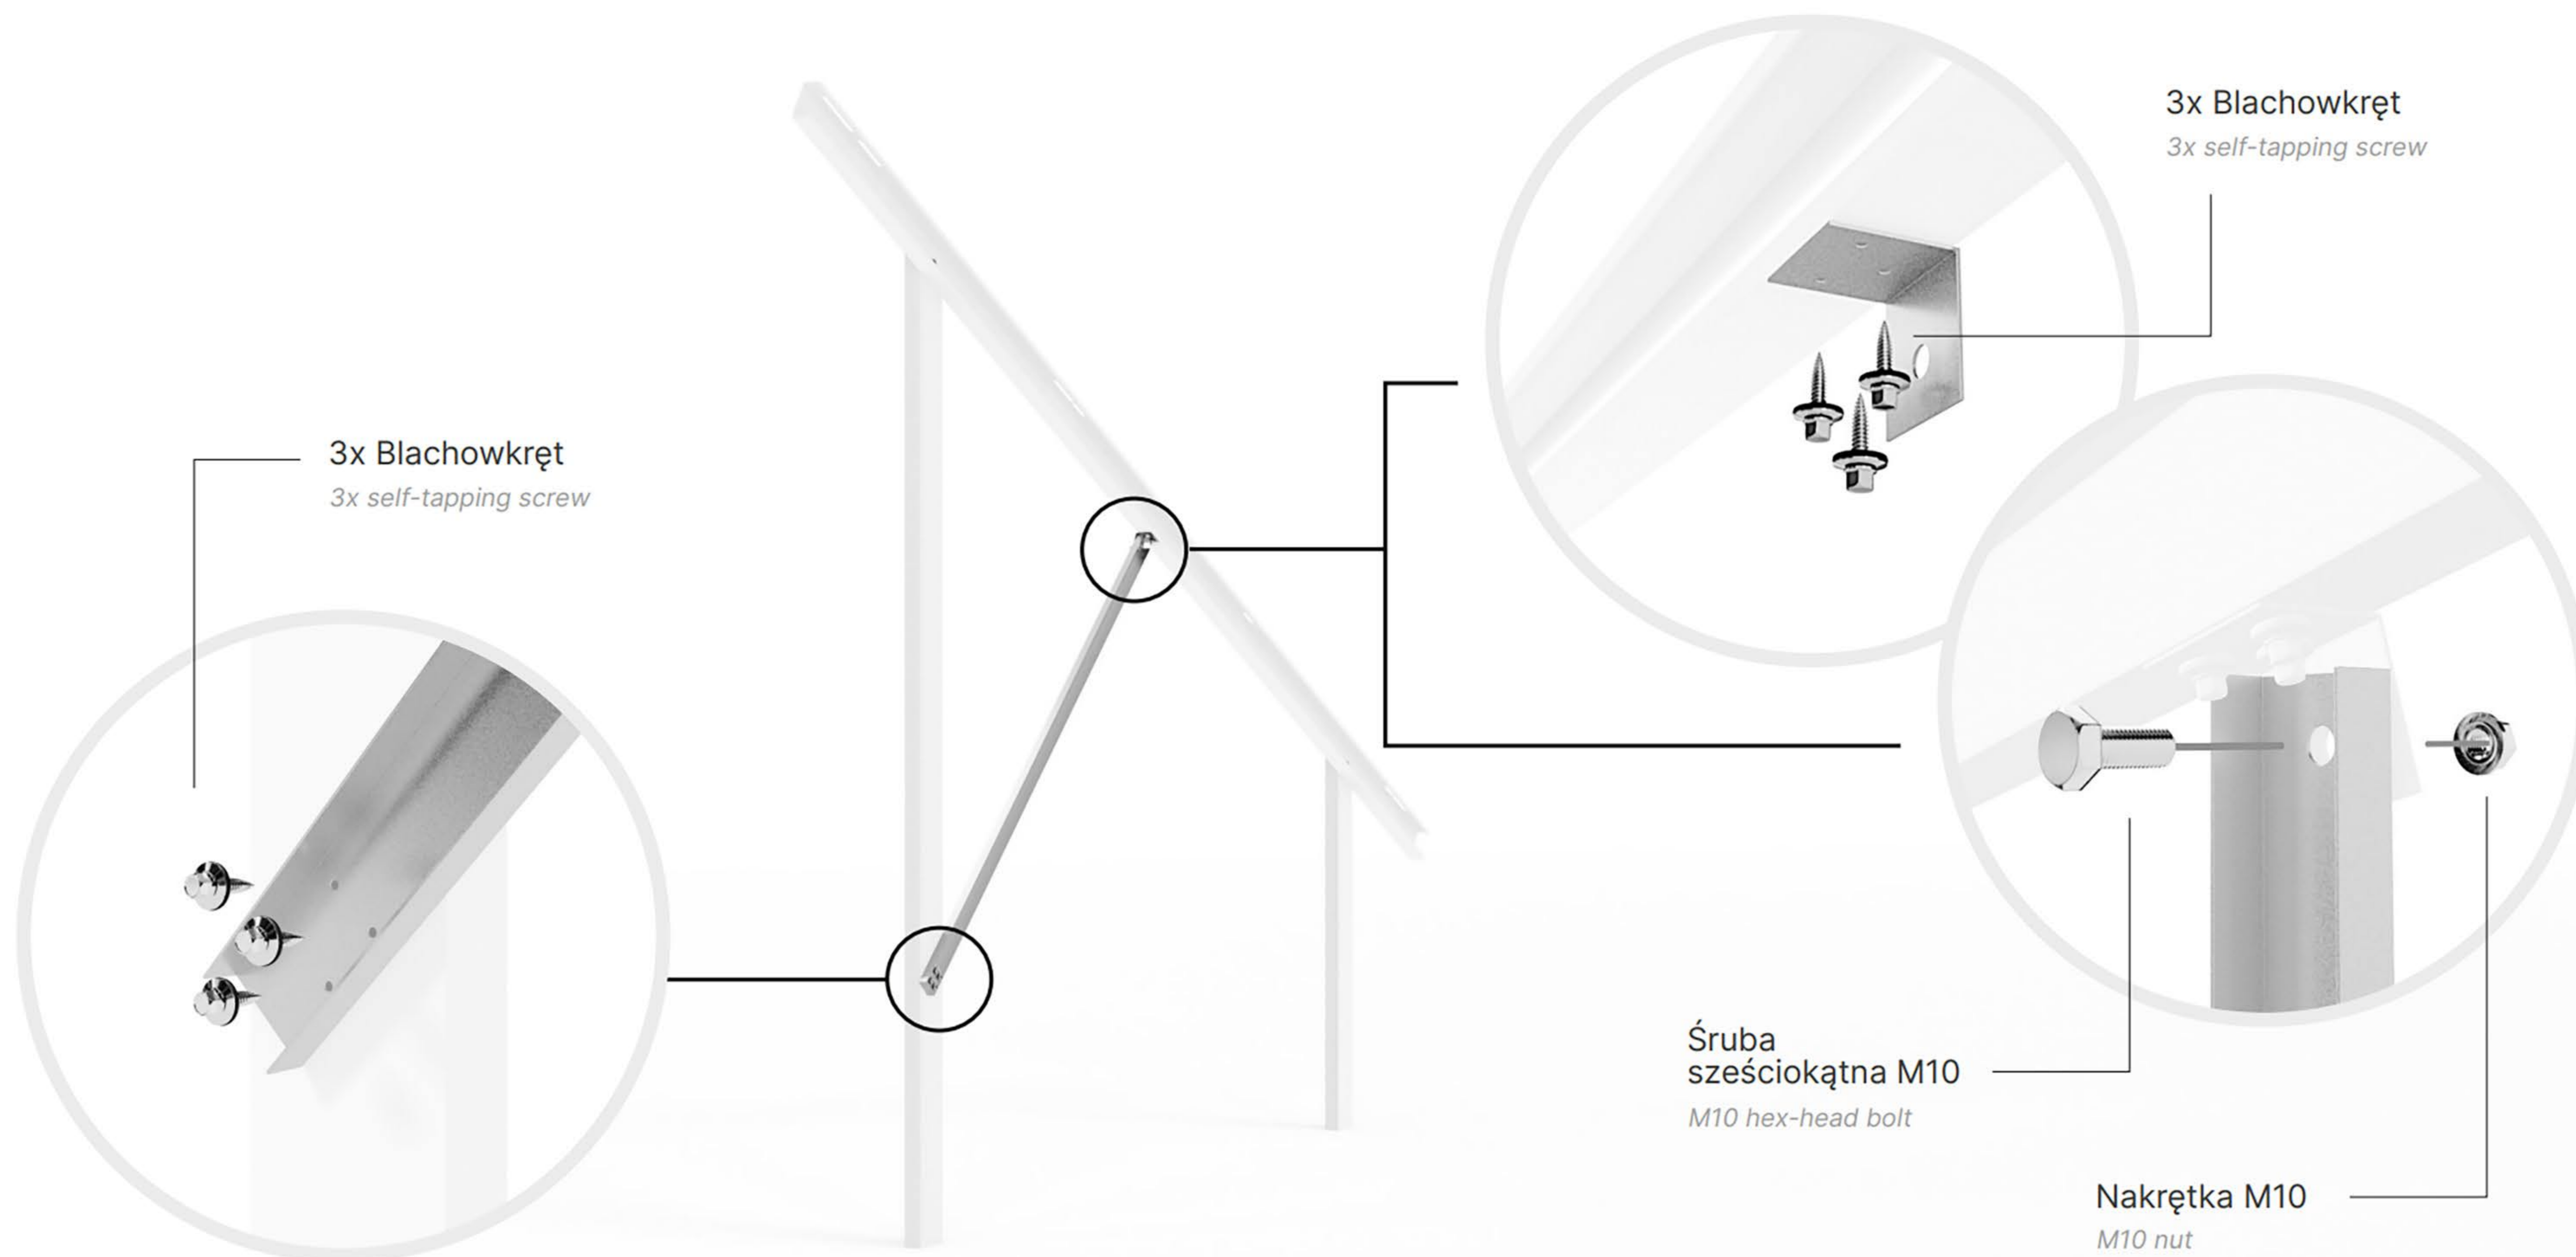 3x Blachowkręt
3x self-tapping screw
3x Blachowkręt
3x self-tapping screw
Śruba
sześciokątna M10
M10 hex-head bolt
Nakrętka M10
M10 nut